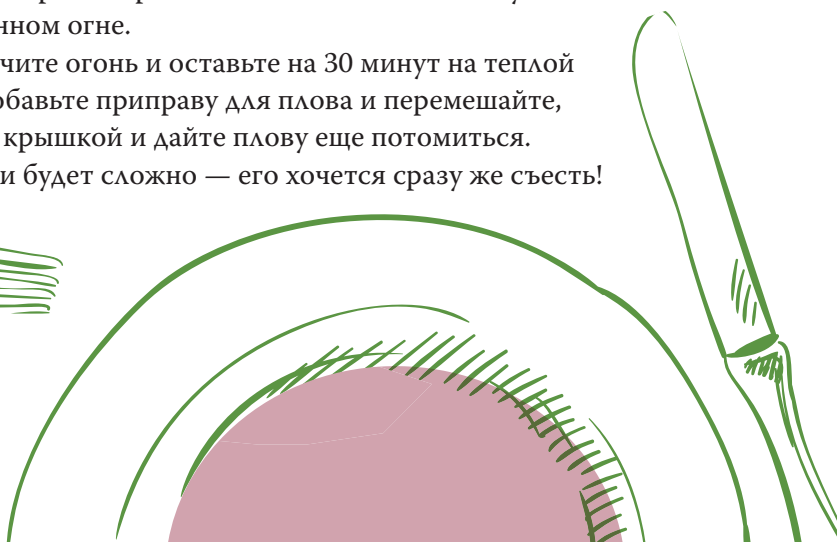 нном огне.
чите огонь и оставьте на 30 минут на теплой
обавьте приправу для плова и перемешайте,
крышкой и дайте плову еще потомиться.
и будет сложно — его хочется сразу же съесть!